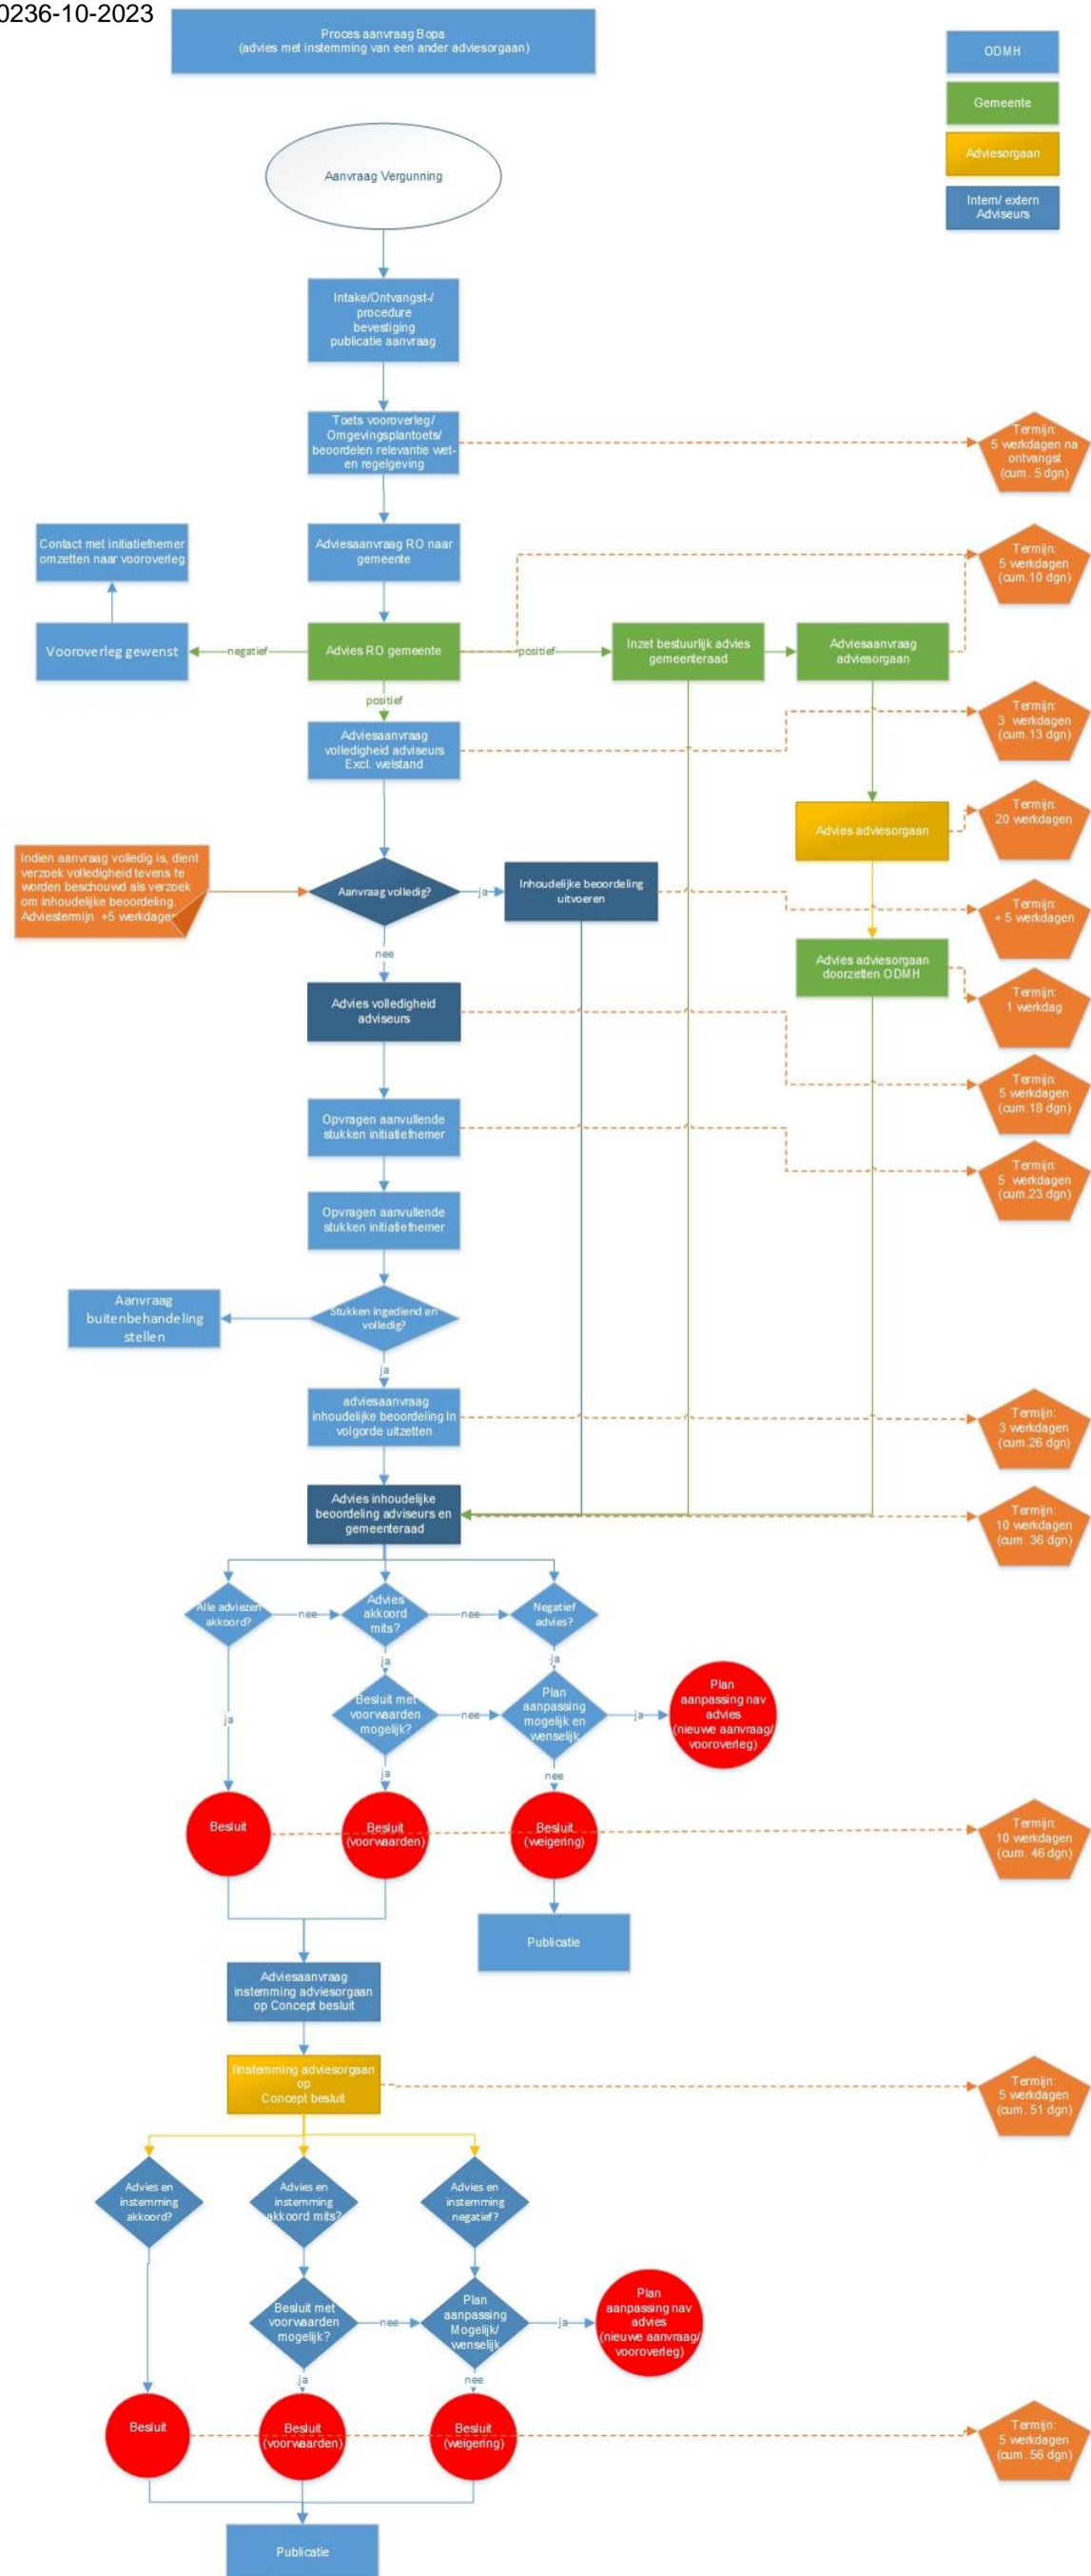 0236-10-2023
Proces aanvraag Bopa
(advies met instemming van een ander adviesorgaan)
ODMH
Gemeente
Adviesorgaan
Intern/ extern
Adviseurs
Aanvraag Vergunning
Intake/Ontvangst-/
procedure
bevestiging
publicatie aanvraag
Toets vooroverleg/
Omgevingsplantoets/
beoordelen relevantie wet-
en regelgeving
Termijn:
5 werkdagen na
ontvangst
(cum. 5 dgn)
Contact met initiatiefnemer
omzetten naar vooroverleg
Adviesaanvraag RO naar
gemeente
Termijn:
5 werkdagen
(cum.10 dgn)
Vooroverleg gewenst
negatief
Advies RO gemeente
positief
Inzet bestuurlijk advies
gemeenteraad
Adviesaanvraag
adviesorgaan
positief
Adviesaanvraag
volledigheid adviseurs
Excl. welstand
Termijn:
3 werkdagen
(cum.13 dgn)
Advies adviesorgaan
Termijn:
20 werkdagen
Indien aanvraag volledig is, dient
verzoek volledigheid tevens te
worden beschouwd als verzoek
om inhoudelijke beoordeling.
Adviestermijn +5 werkdagen
Aanvraag volledig?
ja
Inhoudelijke beoordeling
uitvoeren
Termijn:
+ 5 werkdagen
nee
Advies adviesorgaan
doorzetten ODMH
Termijn:
1 werkdag
Advies volledigheid
adviseurs
Termijn:
5 werkdagen
(cum.18 dgn)
Opvragen aanvullende
stukken initiatiefnemer
Termijn:
5 werkdagen
(cum.23 dgn)
Opvragen aanvullende
stukken initiatiefnemer
Aanvraag
buitenbehandeling
stellen
Stukken ingediend en
volledig?
ja
adviesaanvraag
inhoudelijke beoordeling In
volgorde uitzetten
Termijn:
3 werkdagen
(cum.26 dgn)
Advies inhoudelijke
beoordeling adviseurs en
gemeenteraad
Termijn:
10 werkdagen
(cum. 36 dgn)
Alle adviezen
akkoord?
nee
Advies
akkoord
mits?
nee
Negatief
advies?
ja
ja
ja
Besluit met
voorwaarden
mogelijk?
nee
Plan
aanpassing
mogelijk en
wenselijk
ja
Plan
aanpassing nav
advies
(nieuwe aanvraag/
vooroverleg)
ja
nee
Besluit
Besluit
(voorwaarden)
Besluit
(weigering)
Termijn:
10 werkdagen
(cum. 46 dgn)
Publicatie
Adviesaanvraag
instemming adviesorgaan
op Concept besluit
Iinstemming adviesorgaan
op
Concept besluit
Termijn:
5 werkdagen
(cum. 51 dgn)
Advies en
instemming
akkoord?
Advies en
instemming
akkoord mits?
Advies en
instemming
negatief?
Besluit met
voorwaarden
mogelijk?
nee
Plan
aanpassing
Mogelijk/
wenselijk
ja
Plan
aanpassing nav
advies
(nieuwe aanvraag/
vooroverleg)
ja
nee
Besluit
Besluit
(voorwaarden)
Besluit
(weigering)
Termijn:
5 werkdagen
(cum. 56 dgn)
Publicatie